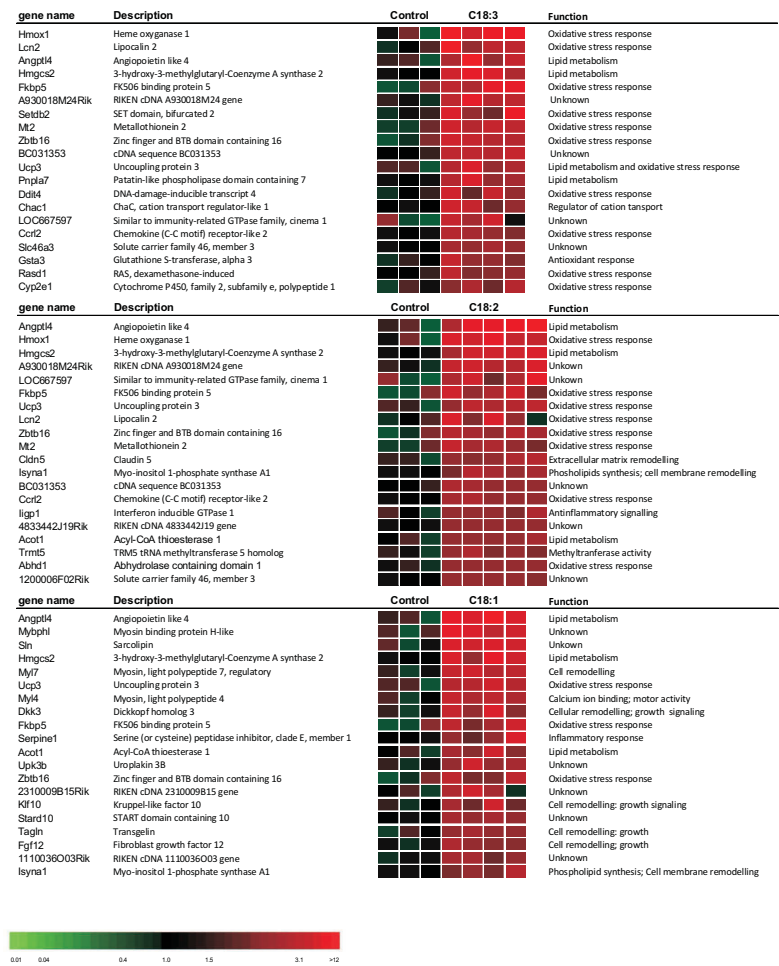 gene name Description Control C18:3 Function
Hmox1 Heme oxyganase 1 Oxidative stress response
Lcn2 Lipocalin 2 Oxidative stress response
Angptl4 Angiopoietin like 4 Lipid metabolism
Hmgcs2 3-hydroxy-3-methylglutaryl-Coenzyme A synthase 2 Lipid metabolism
Fkbp5 FK506 binding protein 5 Oxidative stress response
A930018M24Rik RIKEN cDNA A930018M24 gene Unknown
Setdb2 SET domain, bifurcated 2 Oxidative stress response
Mt2 Metallothionein 2 Oxidative stress response
Zbtb16 Zinc finger and BTB domain containing 16 Oxidative stress response
BC031353 cDNA sequence BC031353 Unknown
Ucp3 Uncoupling protein 3 Lipid metabolism and oxidative stress response
Pnpla7 Patatin-like phospholipase domain containing 7 Lipid metabolism
Ddit4 DNA-damage-inducible transcript 4 Oxidative stress response
Chac1 ChaC, cation transport regulator-like 1 Regulator of cation tansport
LOC667597 Similar to immunity-related GTPase family, cinema 1 Unknown
Ccrl2 Chemokine (C-C motif) receptor-like 2 Oxidative stress response
Slc46a3 Solute carrier family 46, member 3 Unknown
Gsta3 Glutathione S-transferase, alpha 3 Antioxidant response
Rasd1 RAS, dexamethasone-induced Oxidative stress response
Cyp2e1 Cytochrome P450, family 2, subfamily e, polypeptide 1 Oxidative stress response
gene name Description Control C18:2 Function
Angptl4 Angiopoietin like 4 Lipid metabolism
Hmox1 Heme oxyganase 1 Oxidative stress response
Hmgcs2 3-hydroxy-3-methylglutaryl-Coenzyme A synthase 2 Lipid metabolism
A930018M24Rik RIKEN cDNA A930018M24 gene Unkown
LOC667597 Similar to immunity-related GTPase family, cinema 1 Unkown
Fkbp5 FK506 binding protein 5 Oxidative stress response
Ucp3 Uncoupling protein 3 Oxidative stress response
Lcn2 Lipocalin 2 Oxidative stress response
Zbtb16 Zinc finger and BTB domain containing 16 Oxidative stress response
Mt2 Metallothionein 2 Oxidative stress response
Cldn5 Claudin 5 Extracellular matrix remodelling
Isyna1 Myo-inositol 1-phosphate synthase A1 Phosholipids synthesis; cell membrane remodelling
BC031353 cDNA sequence BC031353 Unknown
Ccrl2 Chemokine (C-C motif) receptor-like 2 Oxidative stress response
Iigp1 Interferon inducible GTPase 1 Antinflammatory signalling
4833442J19Rik RIKEN cDNA 4833442J19 gene Unkown
Acot1 Acyl-CoA thioesterase 1 Lipid metabolism
Trmt5 TRM5 tRNA methyltransferase 5 homolog Methyltranferase activity
Abhd1 Abhydrolase containing domain 1 Oxidative stress response
1200006F02Rik Solute carrier family 46, member 3 Unknown
gene name Description Control C18:1 Function
Angptl4 Angiopoietin like 4 Lipid metabolism
Mybphl Myosin binding protein H-like Unknown
Sln Sarcolipin Unkown
Hmgcs2 3-hydroxy-3-methylglutaryl-Coenzyme A synthase 2 Lipid metabolism
Myl7 Myosin, light polypeptide 7, regulatory Cell remodelling
Ucp3 Uncoupling protein 3 Oxidative stress response
Myl4 Myosin, light polypeptide 4 Calcium ion binding; motor activity
Dkk3 Dickkopf homolog 3 Cellular remodelling; growth signaling
Fkbp5 FK506 binding protein 5 Oxidative stress response
Serpine1 Serine (or cysteine) peptidase inhibitor, clade E, member 1 Inflammatory response
Acot1 Acyl-CoA thioesterase 1 Lipid metabolism
Upk3b Uroplakin 3B Unknown
Zbtb16 Zinc finger and BTB domain containing 16 Oxidative stress response
2310009B15Rik RIKEN cDNA 2310009B15 gene Unknown
Klf10 Kruppel-like factor 10 Cell remodelling: growth signaling
Stard10 START domain containing 10 Unknown
Tagln Transgelin Cell remodelling: growth
Fgf12 Fibroblast growth factor 12 Cell remodelling; growth
1110036O03Rik RIKEN cDNA 1110036O03 gene Unknown
Isyna1 Myo-inositol 1-phosphate synthase A1 Phospholipid synthesis; Cell membrane remodelling
0.01 0.04 0.4 1.0 1.5 3.1 >12